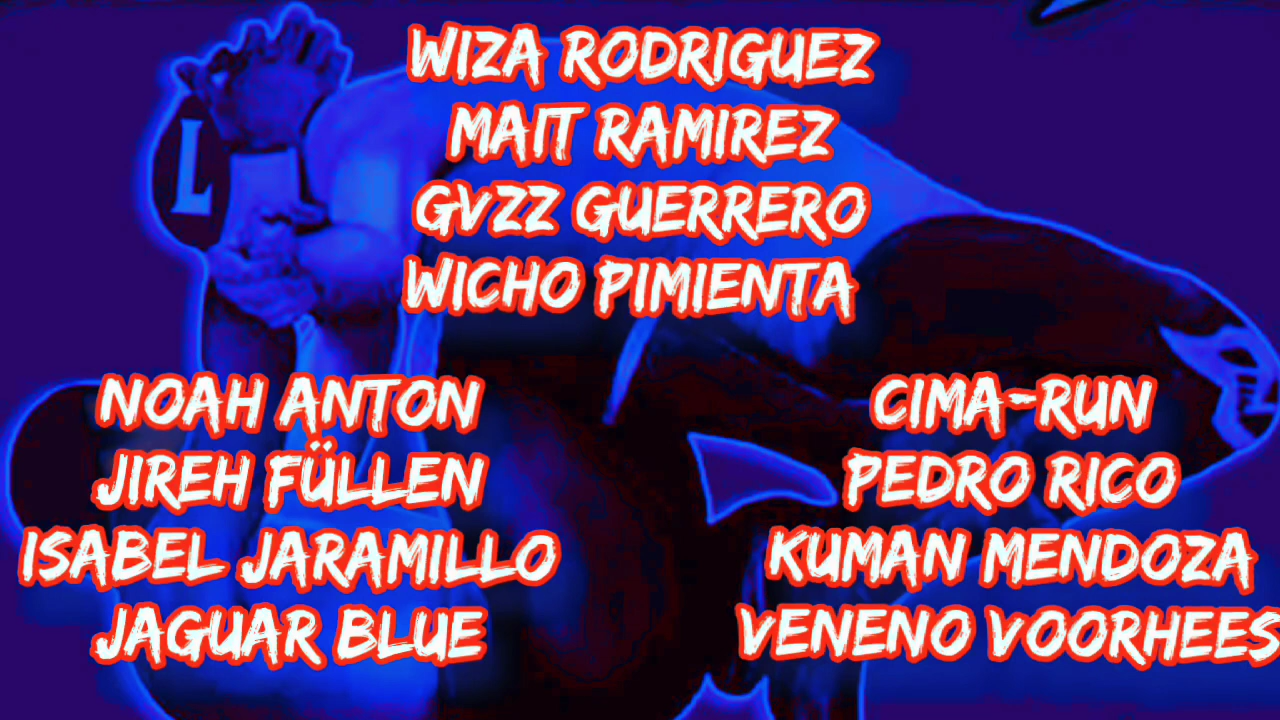 WIZA RODRIGUEZ
MAIT RAMIREZ
GVZZ GUERRERO
WICHO PIMIENTA
NOAH ANTON
JIREH FÜLLEN
ISABEL JARAMILLO
JAGUAR BLUE
CIMA-RUN
PEDRO RICO
KUMAN MENDOZA
VENENO VOORHEES
L